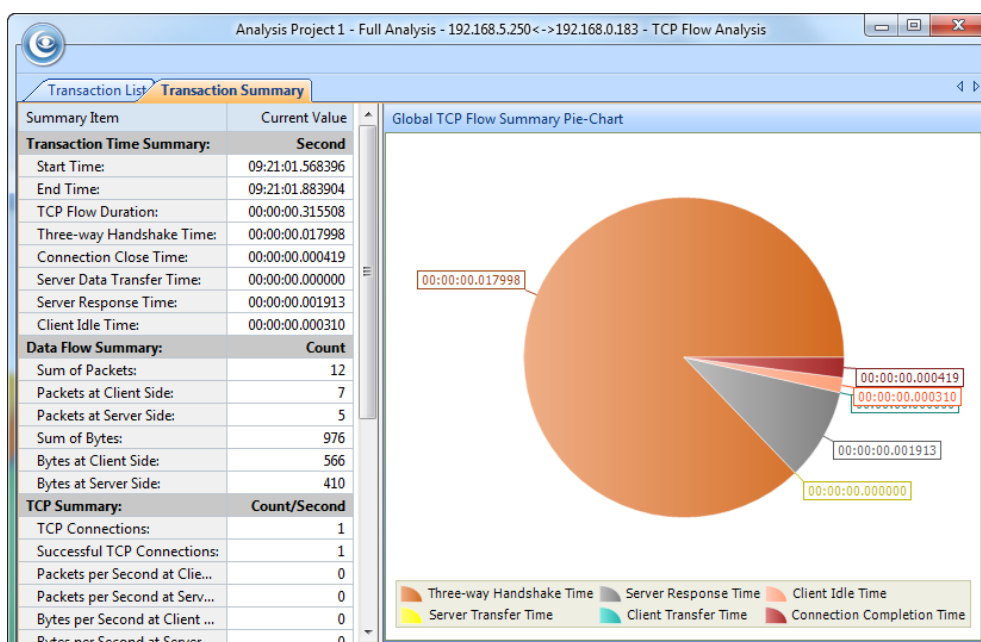 Analysis Project 1 - Full Analysis - 192.168.5.250<->192.168.0.183 - TCP Flow Analysis
Transaction List Transaction Summary
Summary Item Current Value
Transaction Time Summary: Second
Start Time: 09:21:01.568396
End Time: 09:21:01.883904
TCP Flow Duration: 00:00:00.315508
Three-way Handshake Time: 00:00:00.017998
Connection Close Time: 00:00:00.000419
Server Data Transfer Time: 00:00:00.000000
Server Response Time: 00:00:00.001913
Client Idle Time: 00:00:00.000310
Data Flow Summary: Count
Sum of Packets: 12
Packets at Client Side: 7
Packets at Server Side: 5
Sum of Bytes: 976
Bytes at Client Side: 566
Bytes at Server Side: 410
TCP Summary: Count/Second
TCP Connections: 1
Successful TCP Connections: 1
Packets per Second at Clie... 0
Packets per Second at Serv... 0
Bytes per Second at Client ... 0
Bytes per Second at Server 0
Global TCP Flow Summary Pie-Chart
00:00:00.017998
00:00:00.000419
00:00:00.000310
00:00:00.001913
00:00:00.000000
Three-way Handshake Time Server Response Time Client Idle Time
Server Transfer Time Client Transfer Time Connection Completion Time